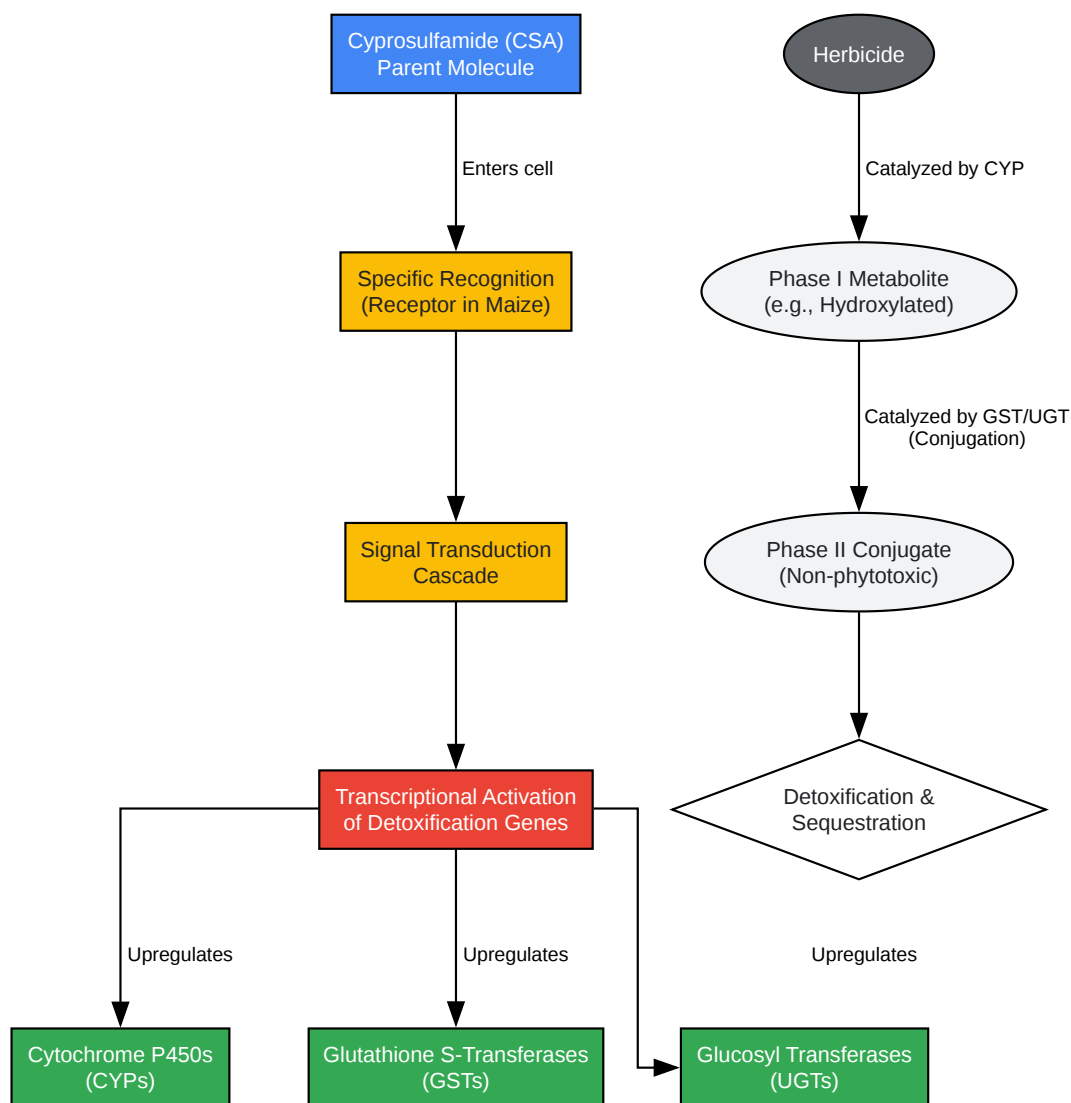 Cyprosulfamide (CSA)
Parent Molecule
Herbicide
Enters cell
Catalyzed by CYP
Specific Recognition
(Receptor in Maize)
Phase I Metabolite
(e.g., Hydroxylated)
Catalyzed by GST/UGT
(Conjugation)
Signal Transduction
Cascade
Phase II Conjugate
(Non-phytotoxic)
Transcriptional Activation
of Detoxification Genes
Detoxification &
Sequestration
Upregulates
Upregulates
Upregulates
Cytochrome P450s
(CYPs)
Glutathione S-Transferases
(GSTs)
Glucosyl Transferases
(UGTs)